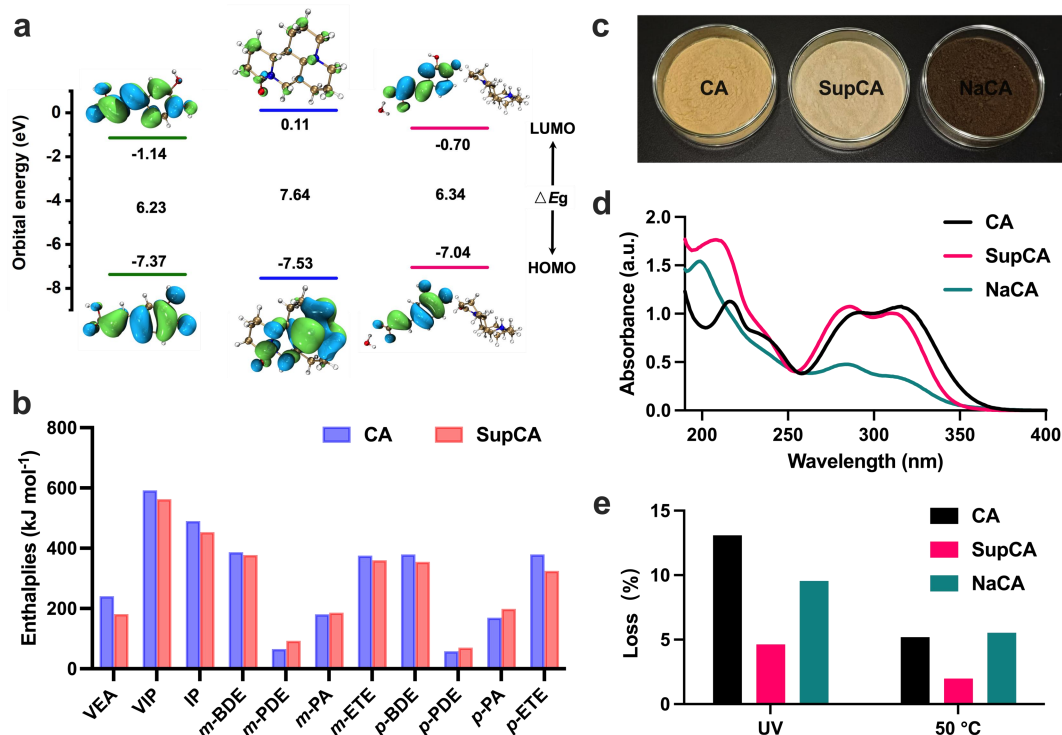 a
Orbital energy (eV)
0
-2
-4
-6
-8
-1.14
6.23
-7.37
0.11
7.64
-7.53
-0.70
6.34
-7.04
LUMO
△Eg
HOMO
b
Enthalplies (kJ mol⁻¹)
800
600
400
200
0
CA
SupCA
VEA
VIP
IP
m-BDE
m-PDE
m-PA
m-ETE
p-BDE
p-PDE
p-PA
p-ETE
c
CA
SupCA
NaCA
d
Absorbance (a.u.)
2.0
1.5
1.0
0.5
0.0
CA
SupCA
NaCA
200
250
300
350
400
Wavelength (nm)
e
Loss (%)
15
10
5
0
CA
SupCA
NaCA
UV
50 °C